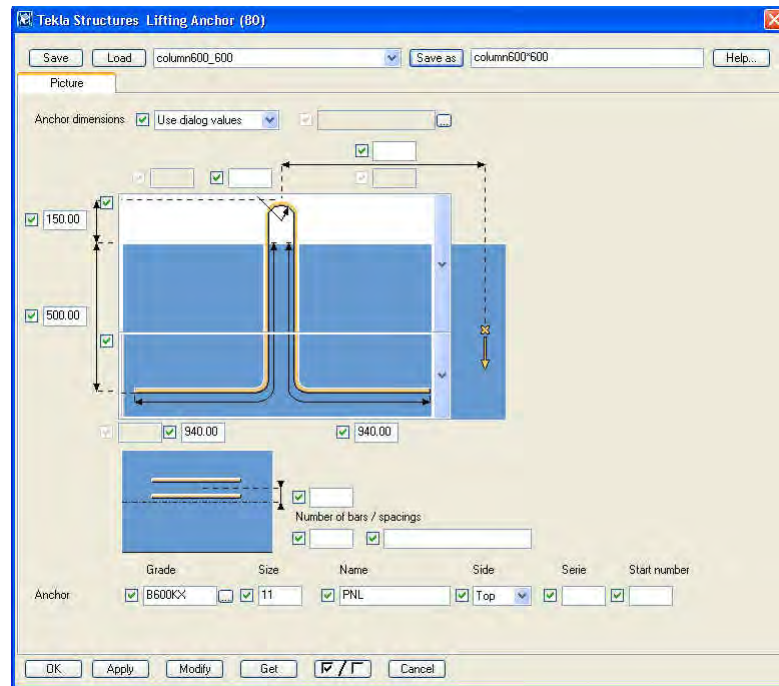 Tekla Structures Lifting Anchor (80)
Save Load column600_600 Save as column600*600 Help...
Picture
Anchor dimensions Use dialog values ...
150.00
500.00
940.00 940.00
Number of bars / spacings
Grade Size Name Side Serie Start number
Anchor B600KX ... 11 PNL Top
OK Apply Modify Get / Cancel